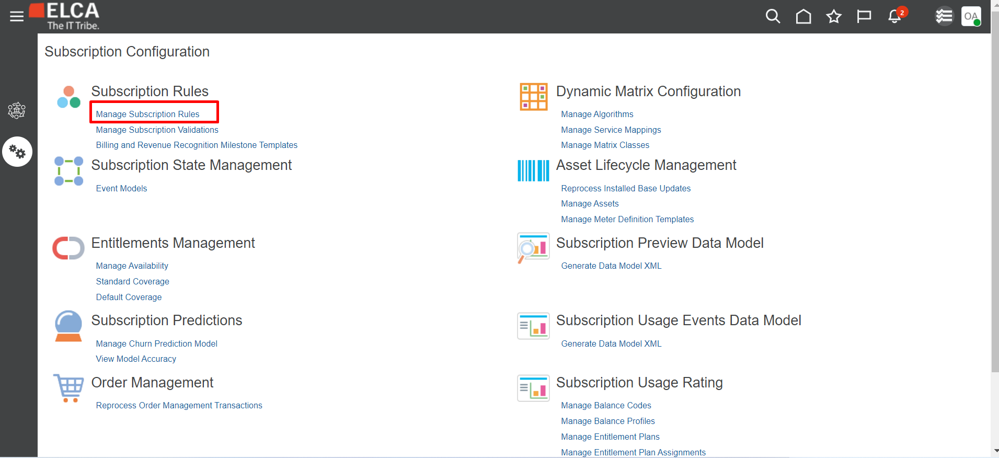 ELCA
The IT Tribe.
2
OA
Subscription Configuration
Subscription Rules
Manage Subscription Rules
Manage Subscription Validations
Billing and Revenue Recognition Milestone Templates
Subscription State Management
Event Models
Entitlements Management
Manage Availability
Standard Coverage
Default Coverage
Subscription Predictions
Manage Churn Prediction Model
View Model Accuracy
Order Management
Reprocess Order Management Transactions
Dynamic Matrix Configuration
Manage Algorithms
Manage Service Mappings
Manage Matrix Classes
Asset Lifecycle Management
Reprocess Installed Base Updates
Manage Assets
Manage Meter Definition Templates
Subscription Preview Data Model
Generate Data Model XML
Subscription Usage Events Data Model
Generate Data Model XML
Subscription Usage Rating
Manage Balance Codes
Manage Balance Profiles
Manage Entitlement Plans
Manage Entitlement Plan Assignments